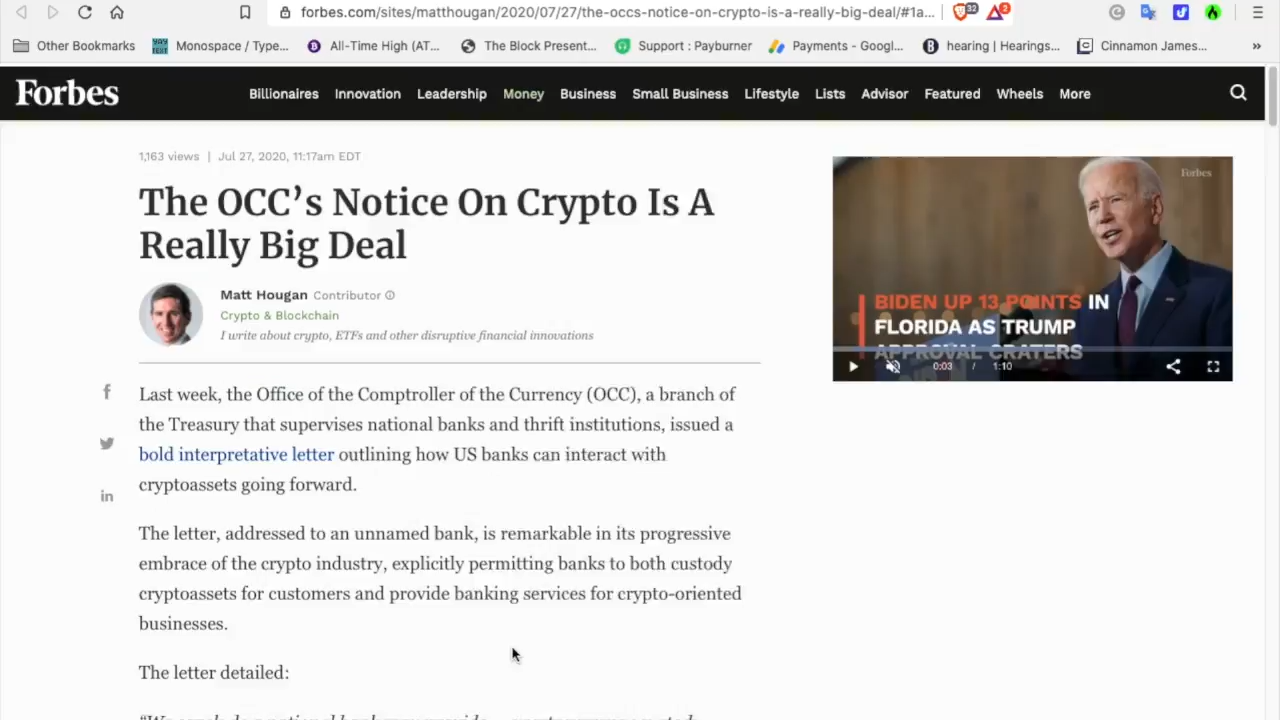 forbes.com/sites/matthougan/2020/07/27/the-occs-notice-on-crypto-is-a-really-big-deal/#1a...
32
2
Other Bookmarks
YAY TEXT
Monospace / Type...
All-Time High (AT...
The Block Present...
Support : Payburner
Payments - Googl...
hearing | Hearings...
Cinnamon James...
»
Forbes
Billionaires
Innovation
Leadership
Money
Business
Small Business
Lifestyle
Lists
Advisor
Featured
Wheels
More
1,163 views | Jul 27, 2020, 11:17am EDT
The OCC’s Notice On Crypto Is A
Really Big Deal
Matt Hougan Contributor
Crypto & Blockchain
I write about crypto, ETFs and other disruptive financial innovations
Last week, the Office of the Comptroller of the Currency (OCC), a branch of
the Treasury that supervises national banks and thrift institutions, issued a
bold interpretative letter outlining how US banks can interact with
cryptoassets going forward.
The letter, addressed to an unnamed bank, is remarkable in its progressive
embrace of the crypto industry, explicitly permitting banks to both custody
cryptoassets for customers and provide banking services for crypto-oriented
businesses.
The letter detailed:
Forbes
BIDEN UP 13 POINTS IN
FLORIDA AS TRUMP
APPROVAL CRATERS
0:03 / 1:10